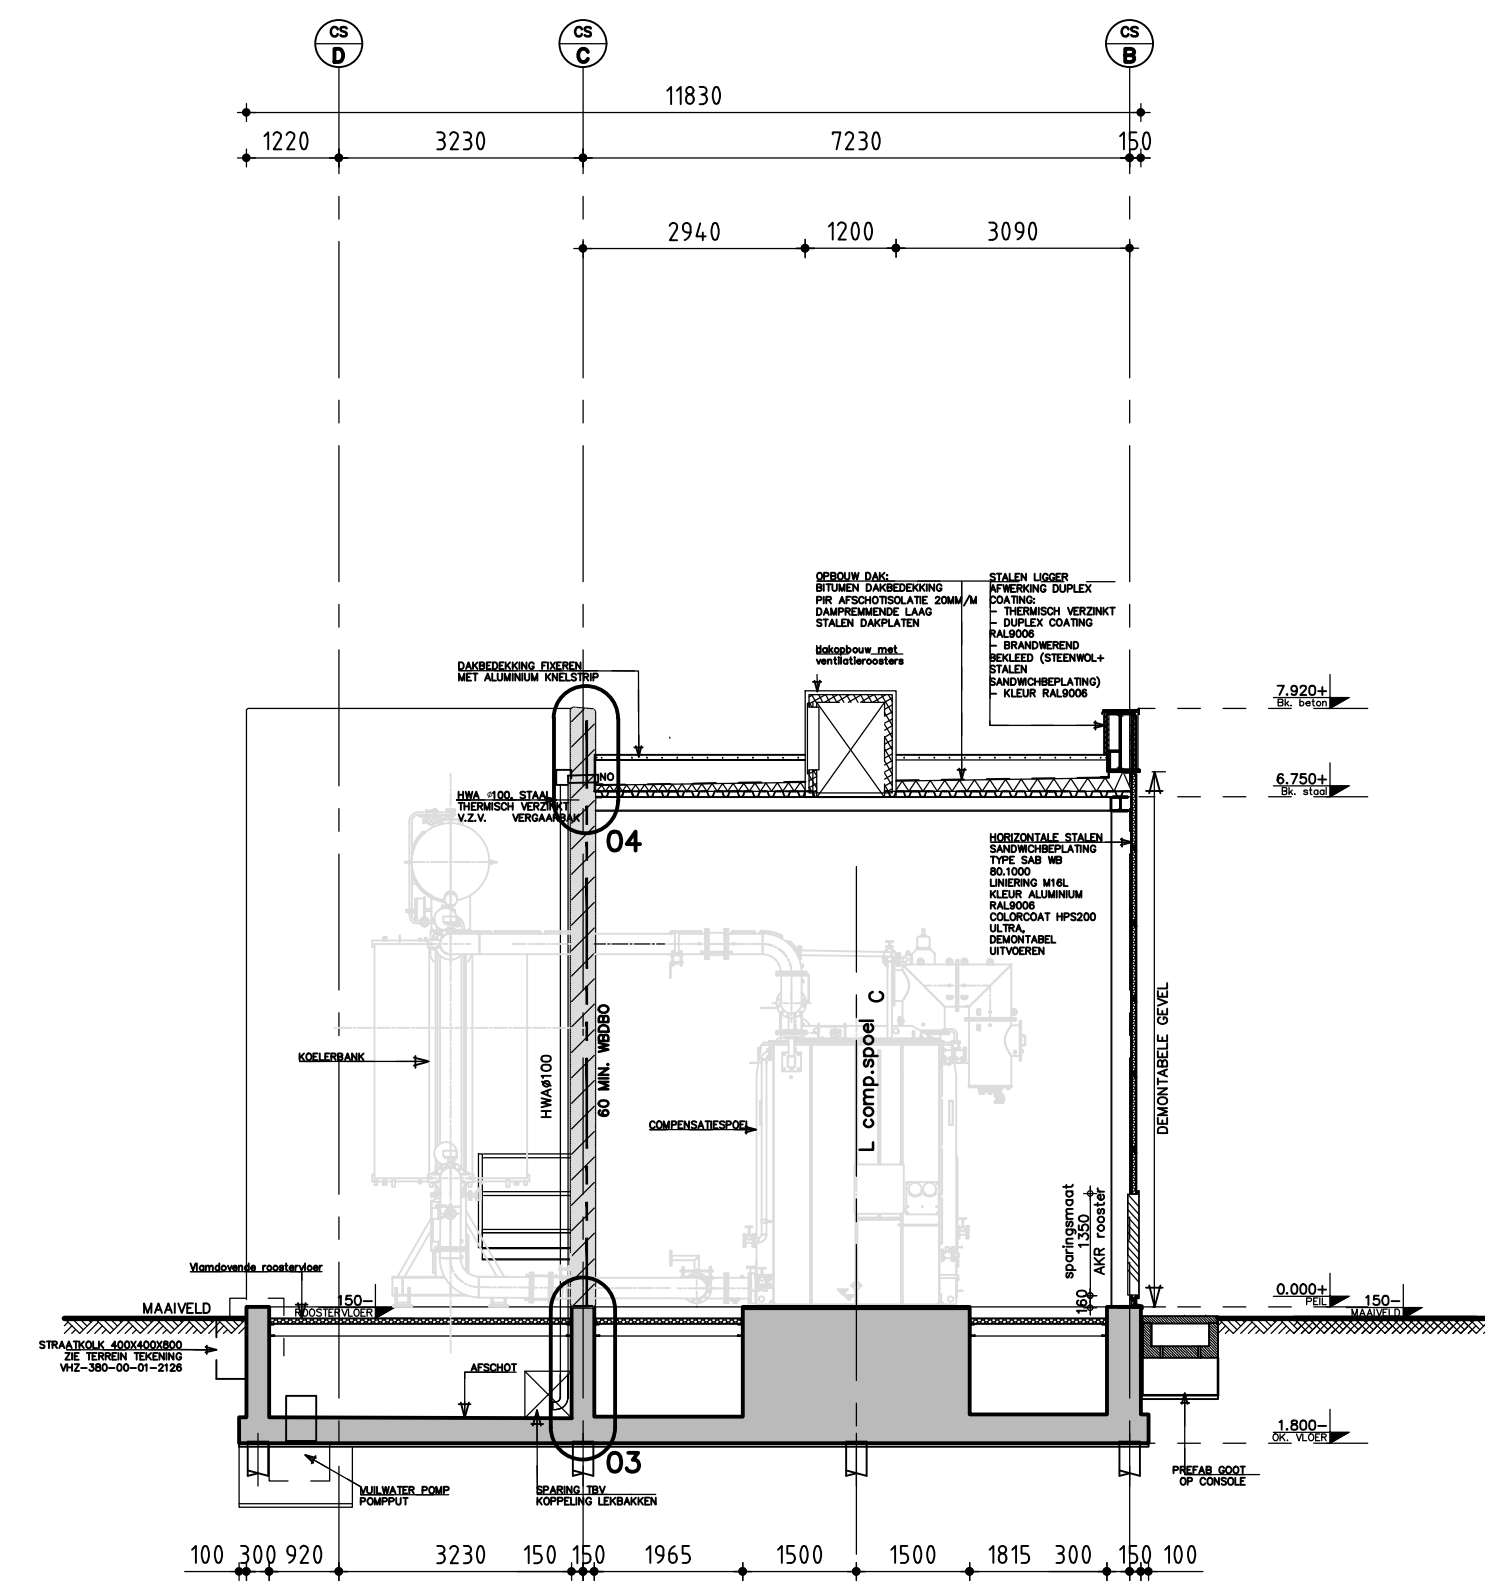 CS
D
CS
C
CS
B
11830
1220
3230
7230
150
2940
1200
3090
OPBOUW DAK:
BITUMEN DAKBEDEKKING
PIR AFSCHOTISOLATIE 20MM/M
DAMPREMMENDE LAAG
STALEN DAKPLATEN
STALEN LIGGER
AFWERKING DUPLEX
COATING:
- THERMISCH VERZINKT
- DUPLEX COATING
RAL9006
- BRANDWEREND
BEKLEED (STEENWOL+
STALEN
SANDWICHBEPLATING)
- KLEUR RAL9006
dakopbouw met
ventilatieroosters
DAKBEDEKKING FIXEREN
MET ALUMINIUM KNELSTRIP
7.920+
Bk. beton
6.750+
Bk. staal
NO
HWA ø100, STAAL
THERMISCH VERZINKT
V.Z.V. VERGAARBAK
04
HORIZONTALE STALEN
SANDWICHBEPLATING
TYPE SAB WB
80.1000
LINIERING M16L
KLEUR ALUMINIUM
RAL9006
COLORCOAT HPS200
ULTRA,
DEMONTABEL
UITVOEREN
KOELERBANK
HWAø100
60 MIN. WBDBO
COMPENSATIESPOEL
L comp.spoel C
DEMONTABELE GEVEL
sparingsmaat
1350
160
AKR rooster
Vlamdovende roostervloer
MAAIVELD
150-
ROOSTERVLOER
0.000+
PEIL
150-
MAAIVELD
STRAATKOLK 400X400X800
ZIE TERREIN TEKENING
VHZ-380-00-01-2126
AFSCHOT
1.800-
OK. VLOER
03
VUILWATER POMP
POMPPUT
SPARING TBV
KOPPELING LEKBAKKEN
PREFAB GOOT
OP CONSOLE
100
300
920
3230
150
150
1965
1500
1500
1815
300
150
100